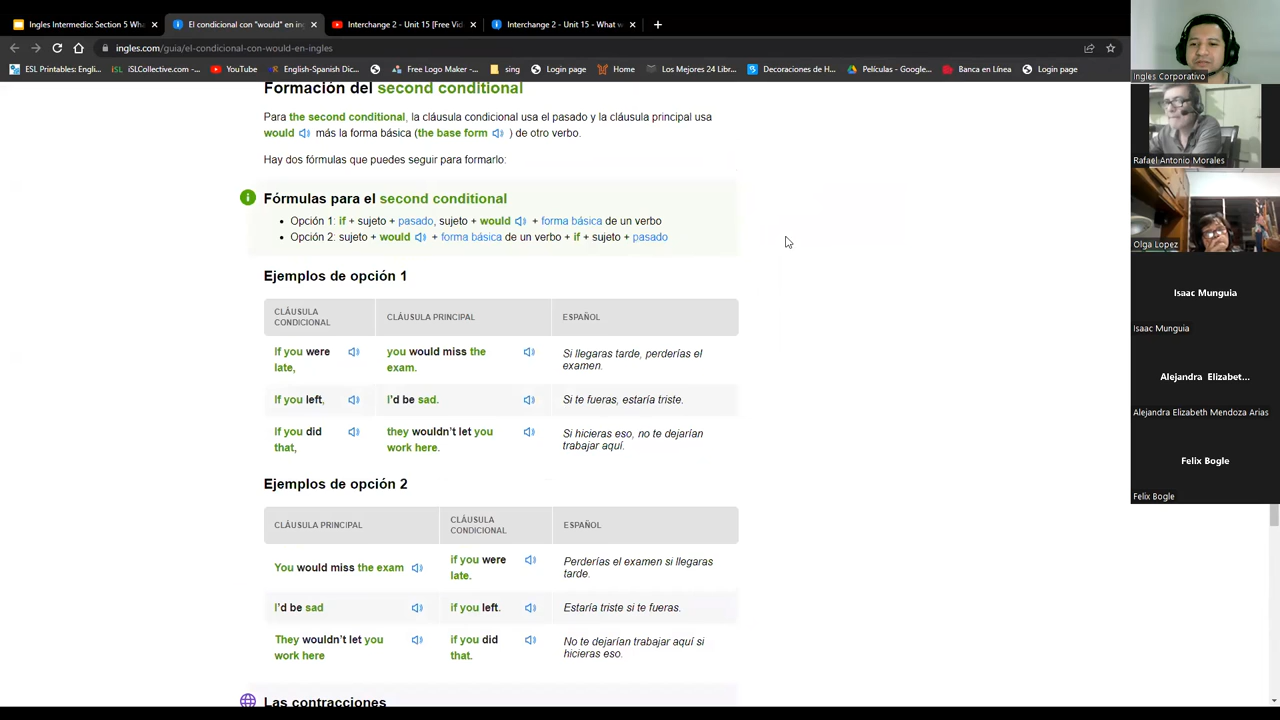 Ingles Intermedio: Section 5 Wha
El condicional con "would" en in
Interchange 2 - Unit 15 [Free Vid
Interchange 2 - Unit 15 - What w
ingles.com/guia/el-condicional-con-would-en-ingles
ESL Printables: Engli...
iSLCollective.com -...
YouTube
English-Spanish Dic...
Free Logo Maker -...
sing
Login page
Home
Los Mejores 24 Libr...
Decoraciones de H...
Películas - Google...
Banca en Línea
Login page
Formación del second conditional
Para the second conditional, la cláusula condicional usa el pasado y la cláusula principal usa
would más la forma básica (the base form ) de otro verbo.
Hay dos fórmulas que puedes seguir para formarlo:
Fórmulas para el second conditional
Opción 1: if + sujeto + pasado, sujeto + would + forma básica de un verbo
Opción 2: sujeto + would + forma básica de un verbo + if + sujeto + pasado
Ejemplos de opción 1
CLÁUSULA
CONDICIONAL
CLÁUSULA PRINCIPAL
ESPAÑOL
If you were
late,
you would miss the
exam.
Si llegaras tarde, perderías el
examen.
If you left,
I'd be sad.
Si te fueras, estaría triste.
If you did
that,
they wouldn't let you
work here.
Si hicieras eso, no te dejarían
trabajar aquí.
Ejemplos de opción 2
CLÁUSULA PRINCIPAL
CLÁUSULA
CONDICIONAL
ESPAÑOL
You would miss the exam
if you were
late.
Perderías el examen si llegaras
tarde.
I'd be sad
if you left.
Estaría triste si te fueras.
They wouldn't let you
work here
if you did
that.
No te dejarían trabajar aquí si
hicieras eso.
Las contracciones
Ingles Corporativo
Rafael Antonio Morales
Olga Lopez
Isaac Munguia
Isaac Munguia
Alejandra Elizabet...
Alejandra Elizabeth Mendoza Arias
Felix Bogle
Felix Bogle